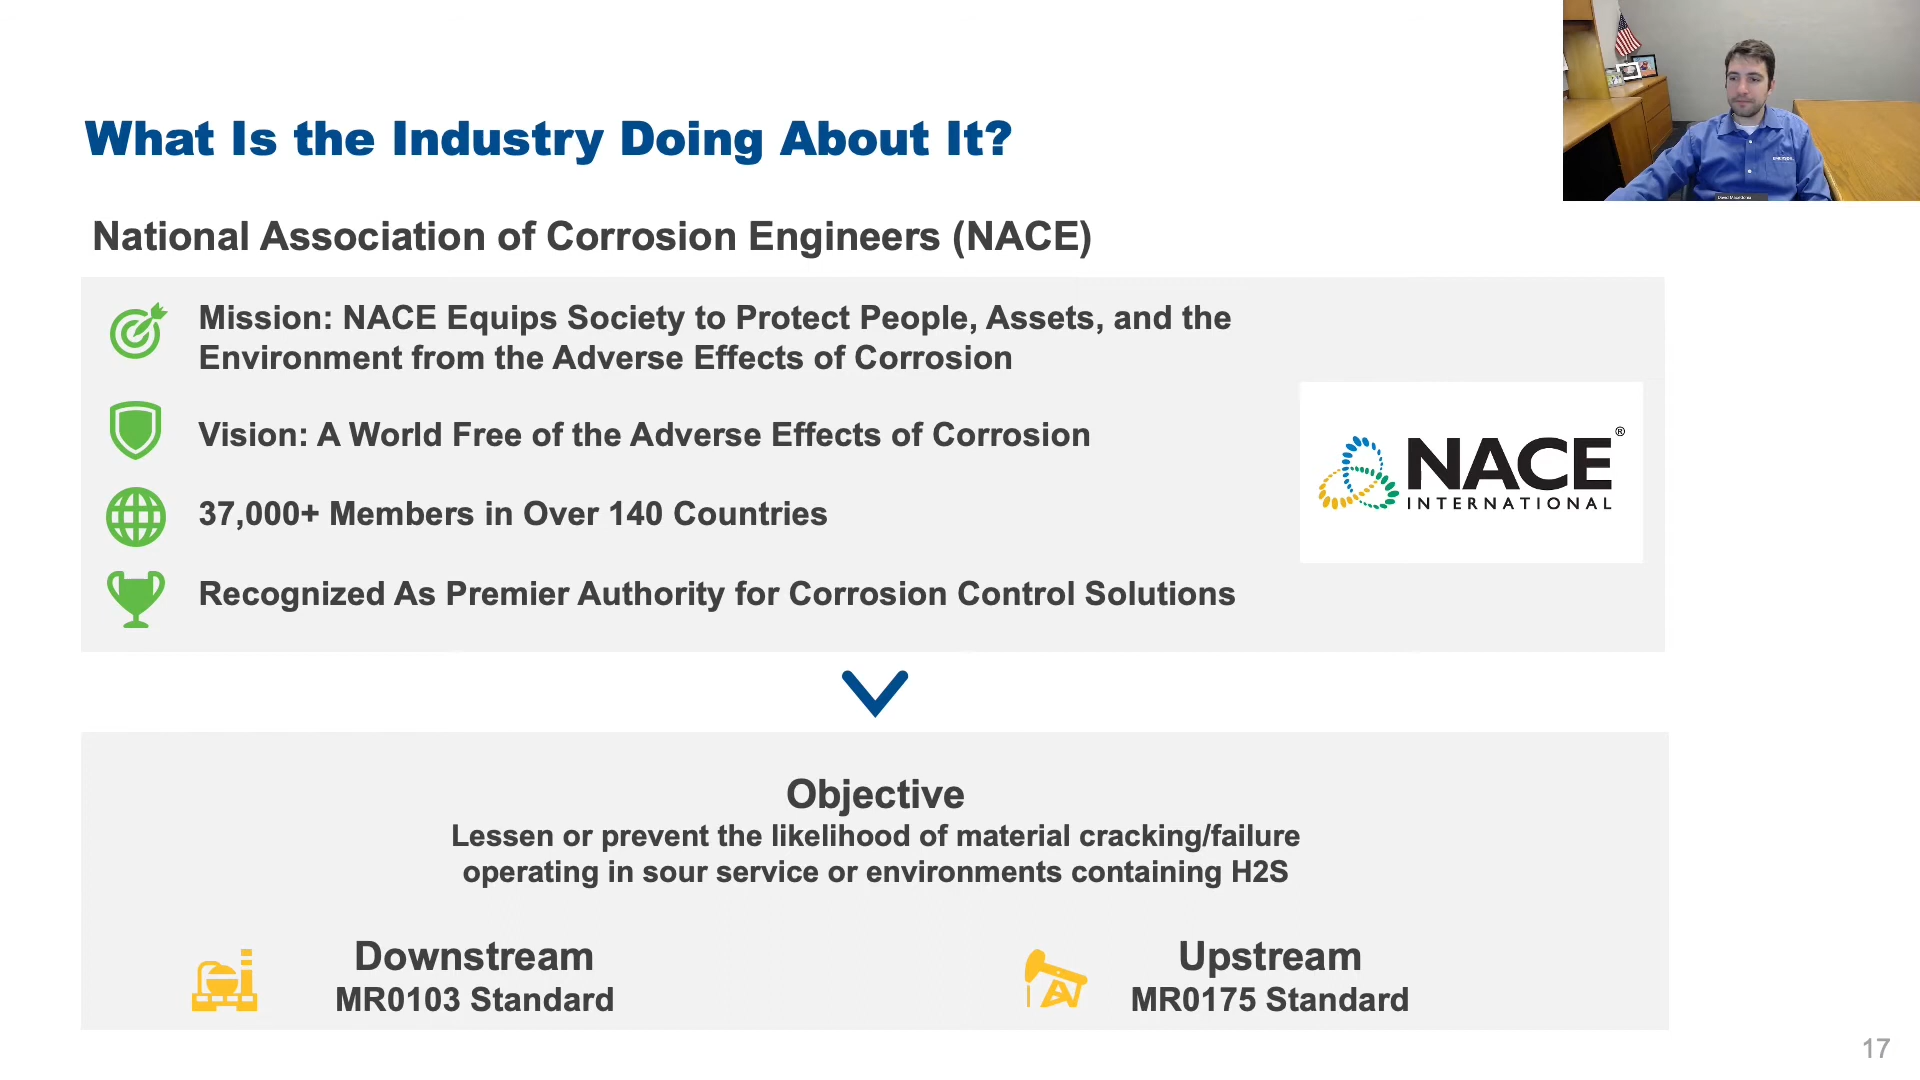 What Is the Industry Doing About It?
National Association of Corrosion Engineers (NACE)
Mission: NACE Equips Society to Protect People, Assets, and the
Environment from the Adverse Effects of Corrosion
Vision: A World Free of the Adverse Effects of Corrosion
37,000+ Members in Over 140 Countries
Recognized As Premier Authority for Corrosion Control Solutions
NACE®
INTERNATIONAL
Objective
Lessen or prevent the likelihood of material cracking/failure
operating in sour service or environments containing H2S
Downstream
MR0103 Standard
Upstream
MR0175 Standard
17
EMERSON